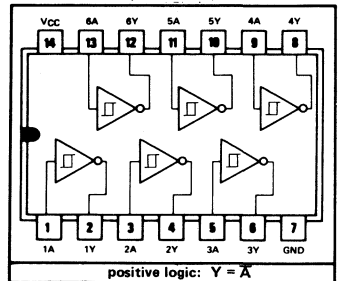 VCC 6A 6Y 5A 5Y 4A 4Y
14 13 12 11 10 9 8
1 2 3 4 5 6 7
1A 1Y 2A 2Y 3A 3Y GND
positive logic: Y = A̅